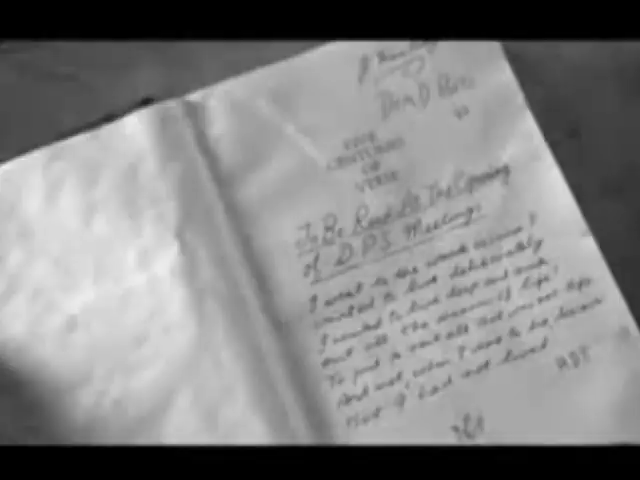 FIVE
CENTURIES
OF
VERSE
To Be Read At The Opening
of D.P.S. Meetings
I went to the woods because I
wanted to live deliberately
I wanted to live deep and suck
out all the marrow of life!
To put to rout all that was not life
And not when I came to die, discover
that I had not lived
HDT